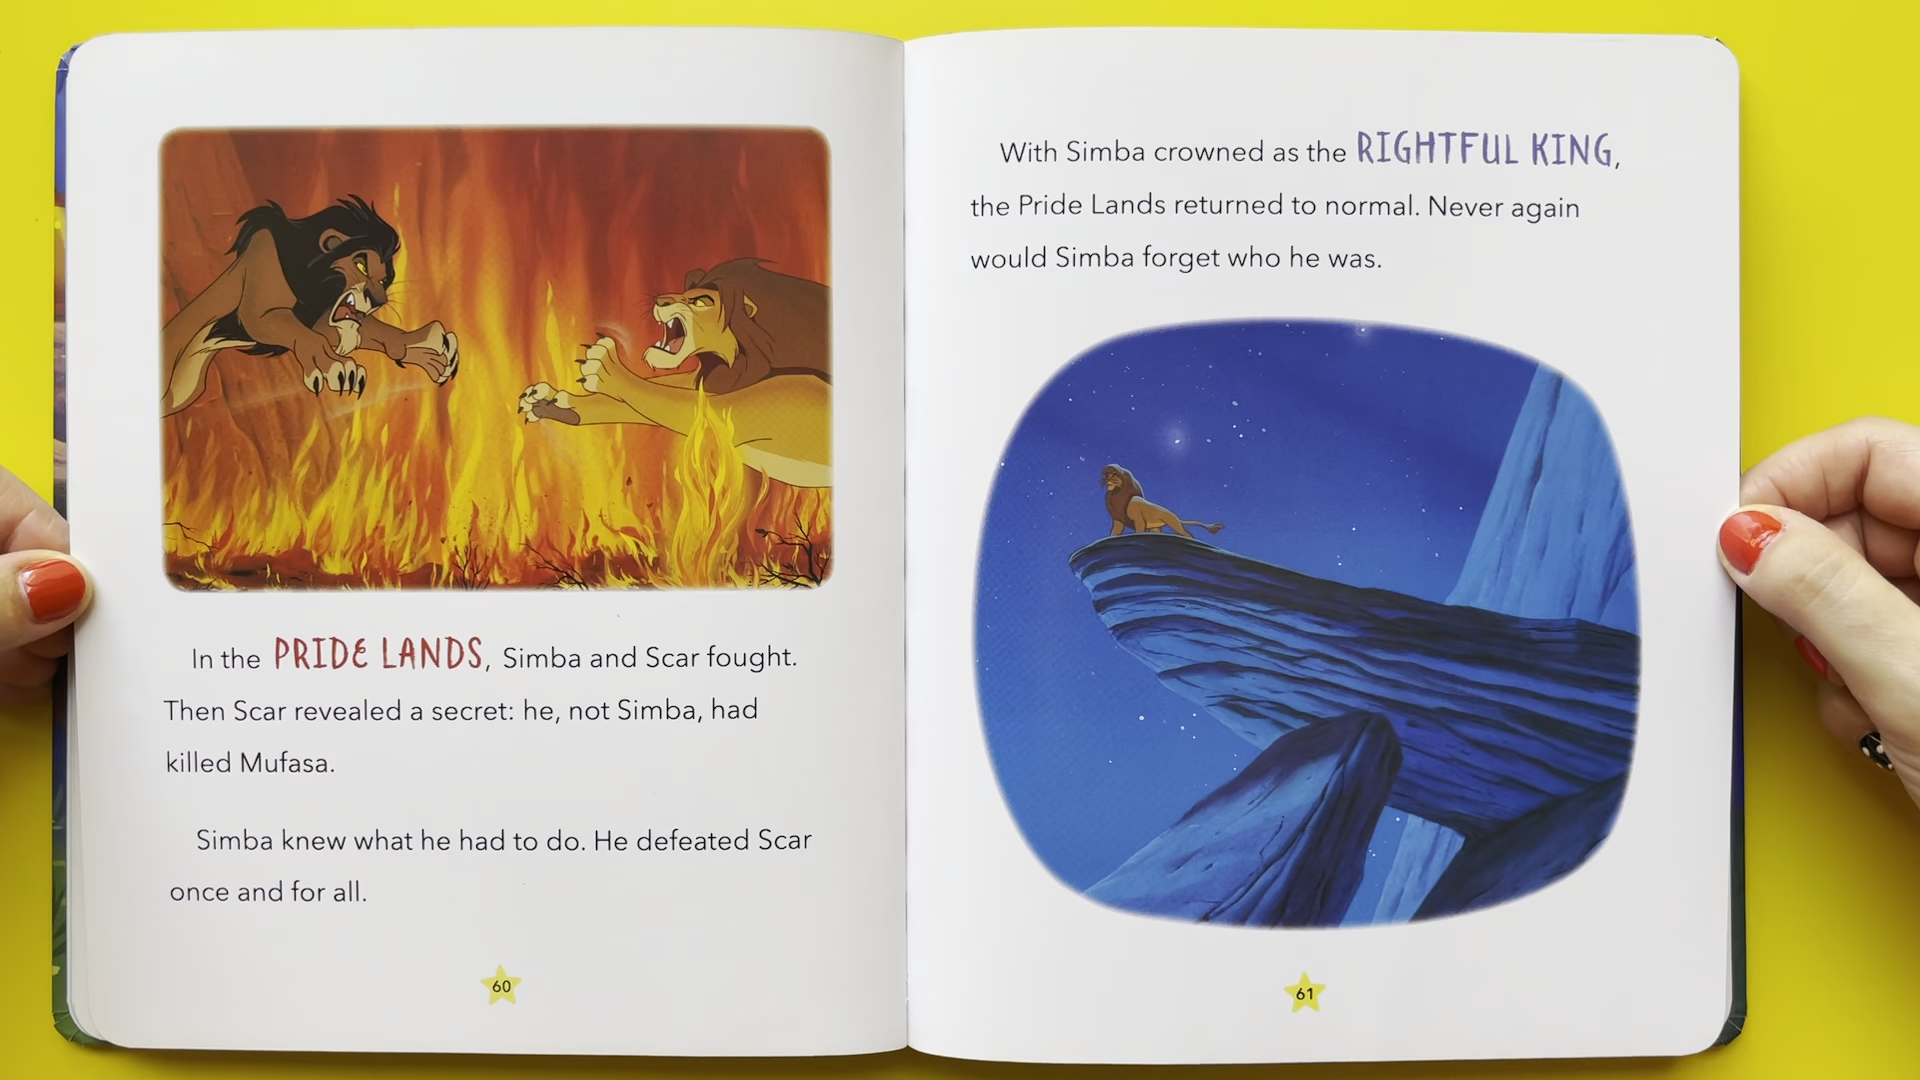 In the PRIDE LANDS, Simba and Scar fought.
Then Scar revealed a secret: he, not Simba, had
killed Mufasa.
Simba knew what he had to do. He defeated Scar
once and for all.
60
With Simba crowned as the RIGHTFUL KING,
the Pride Lands returned to normal. Never again
would Simba forget who he was.
61